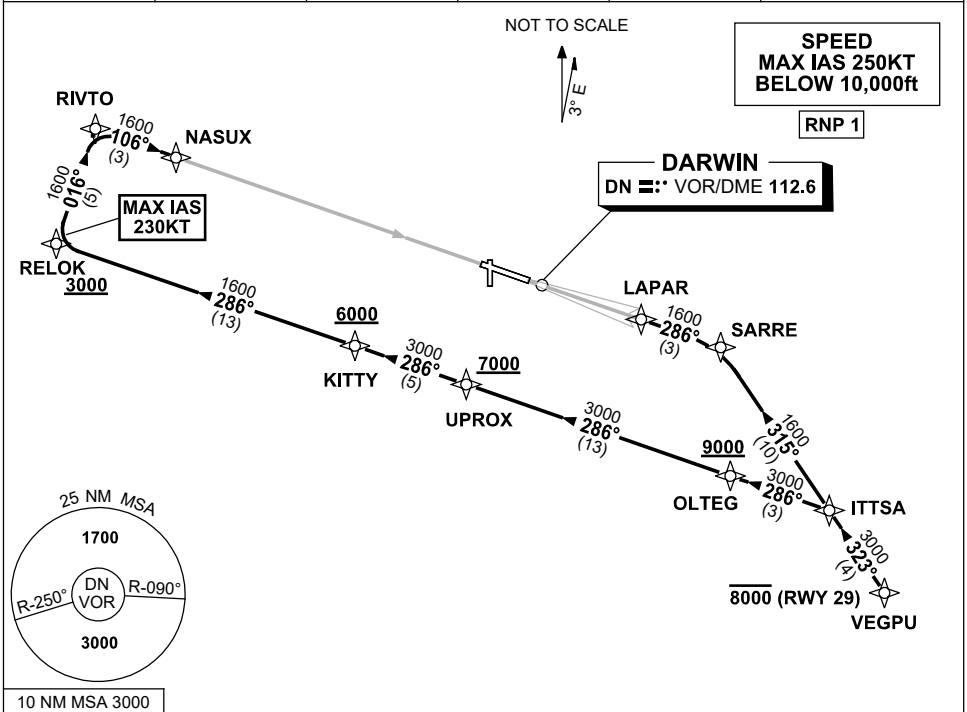 NOT TO SCALE
SPEED
MAX IAS 250KT
BELOW 10,000ft
RNP 1
3° E
RIVTO
1600
106°
(3)
NASUX
DARWIN
DN VOR/DME 112.6
1600
016°
(5)
MAX IAS
230KT
RELOK
3000
1600
286°
(13)
6000
KITTY
3000
286°
(5)
7000
UPROX
LAPAR
1600
286°
(3)
SARRE
3000
286°
(13)
1600
315°
(10)
9000
OLTEG
3000
286°
(3)
ITTSA
3000
323°
(4)
8000 (RWY 29)
VEGPU
25 NM MSA
1700
DN
VOR
R-250°
R-090°
3000
10 NM MSA 3000